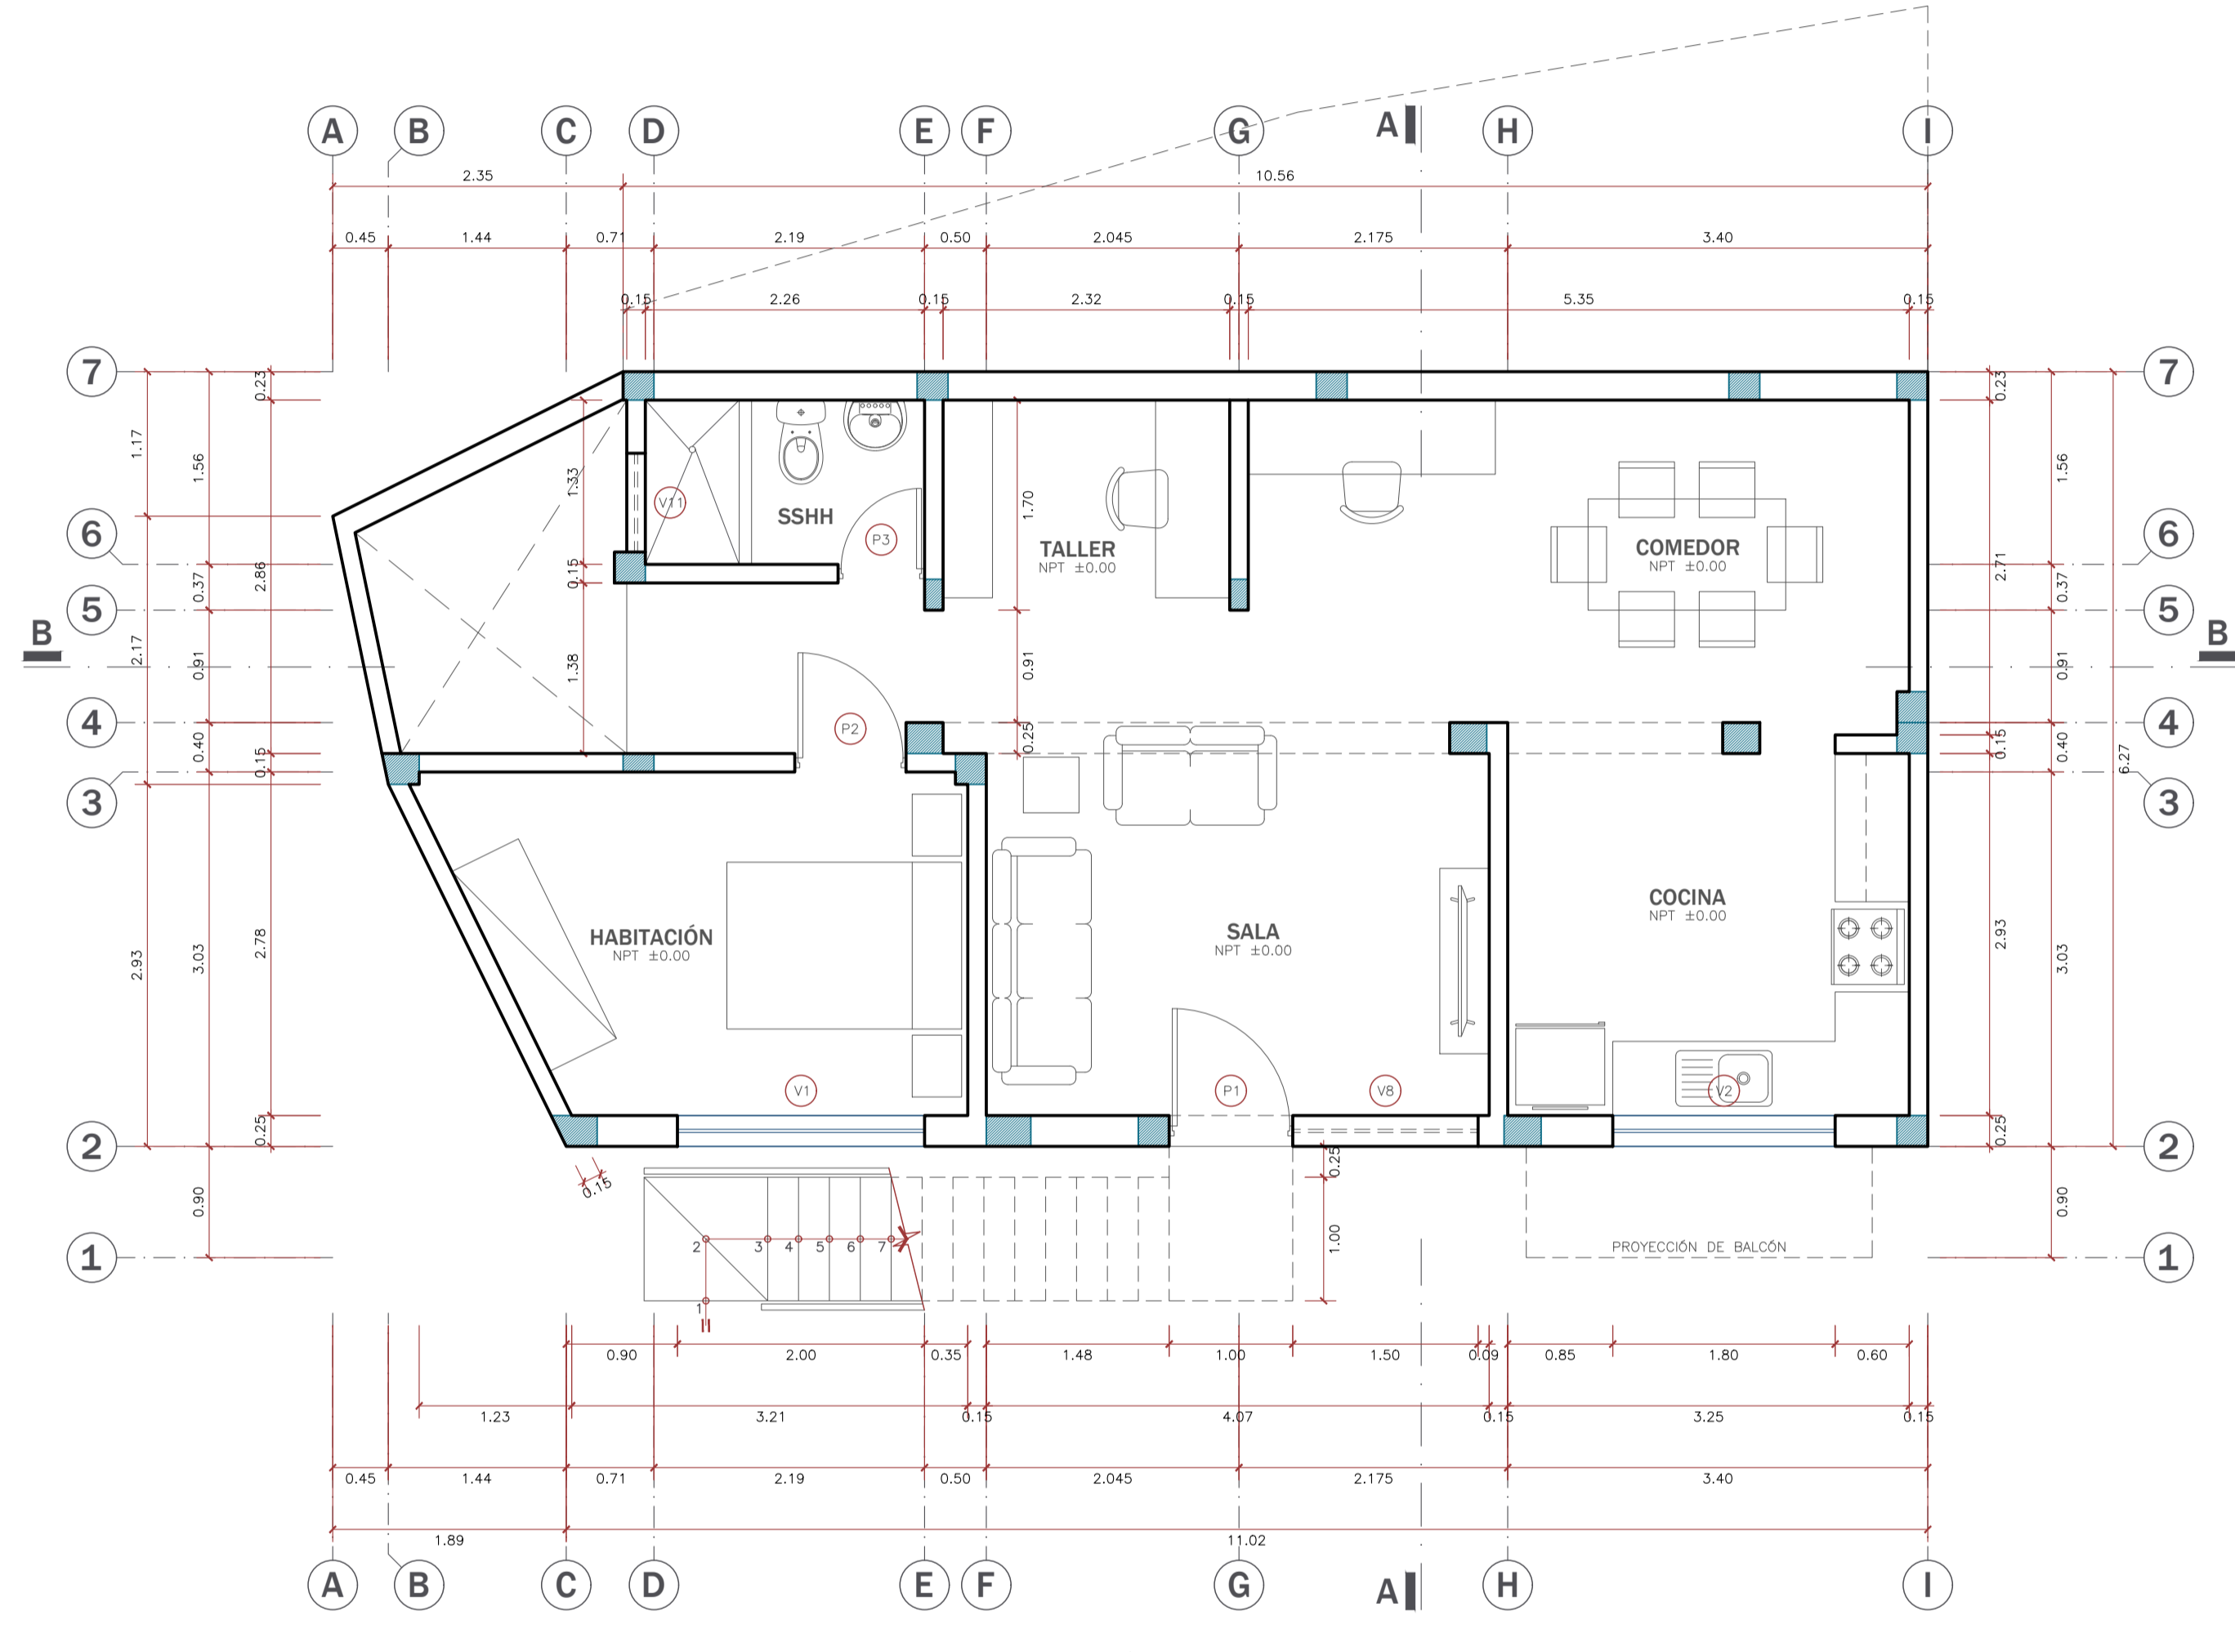 A B C D E F G A H I
2.35 10.56
0.45 1.44 0.71 2.19 0.50 2.045 2.175 3.40
0.15 2.26 0.15 2.32 0.15 5.35 0.15
7 7
0.23 0.23
1.17 1.56 1.33 1.70 1.56
V11 SSHH P3
6 6
TALLER
NPT ±0.00
COMEDOR
NPT ±0.00
2.86 0.37 0.15 2.71 0.37
5 5
B B
2.17 0.91 1.38 0.91 0.91
4 4
P2
0.40 0.15 0.25 0.15 0.40 6.27
3 3
HABITACIÓN
NPT ±0.00
SALA
NPT ±0.00
COCINA
NPT ±0.00
2.93 3.03 2.78 2.93 3.03
V1 P1 V8 V2
2 2
0.25 0.25 0.25
0.15
0.90 1.00 0.90
2 3 4 5 6 7
1
PROYECCIÓN DE BALCÓN
1 1
0.90 2.00 0.35 1.48 1.00 1.50 0.09 0.85 1.80 0.60
1.23 3.21 0.15 4.07 0.15 3.25 0.15
0.45 1.44 0.71 2.19 0.50 2.045 2.175 3.40
1.89 11.02
A B C D E F G A H I